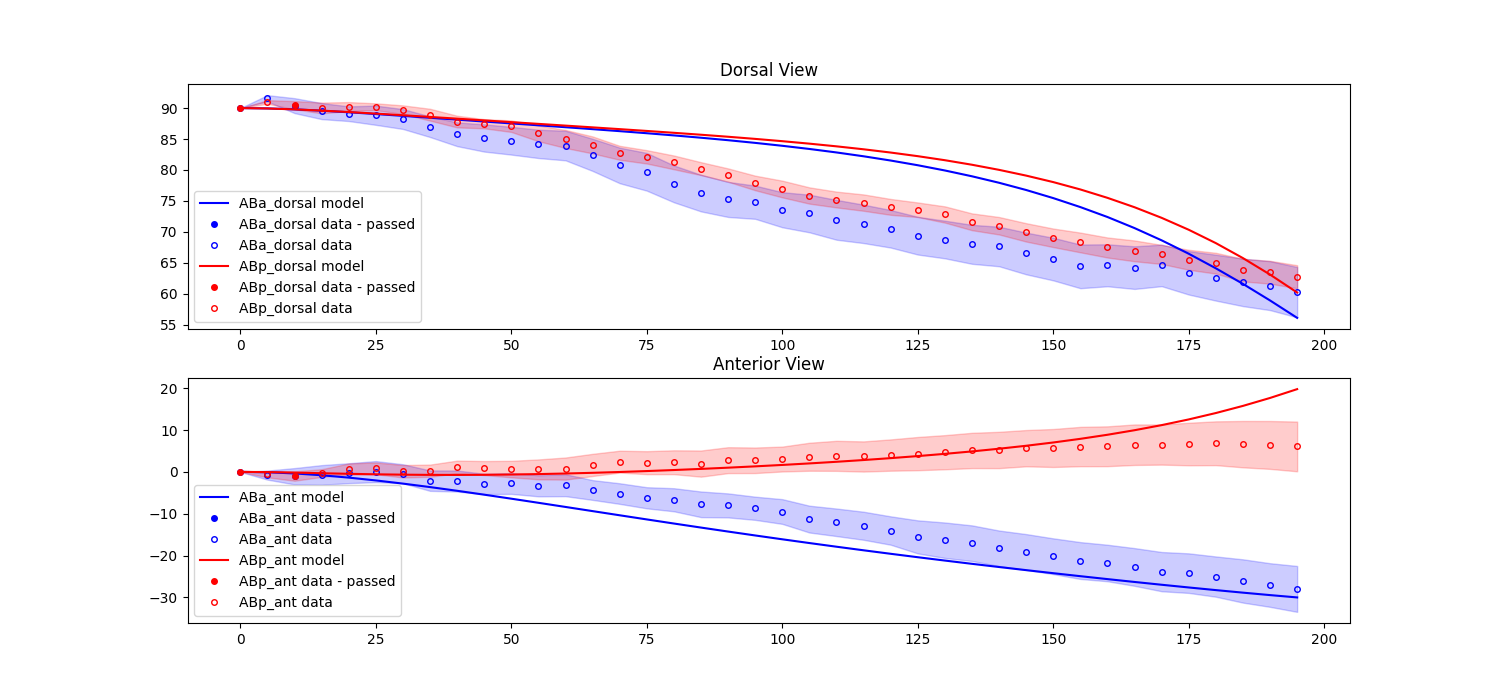 Dorsal View
90
85
80
75
70
65
60
55
ABa_dorsal model
ABa_dorsal data - passed
ABa_dorsal data
ABp_dorsal model
ABp_dorsal data - passed
ABp_dorsal data
0 25 50 75 100 125 150 175 200
Anterior View
20
10
0
−10
−20
−30
ABa_ant model
ABa_ant data - passed
ABa_ant data
ABp_ant model
ABp_ant data - passed
ABp_ant data
0 25 50 75 100 125 150 175 200